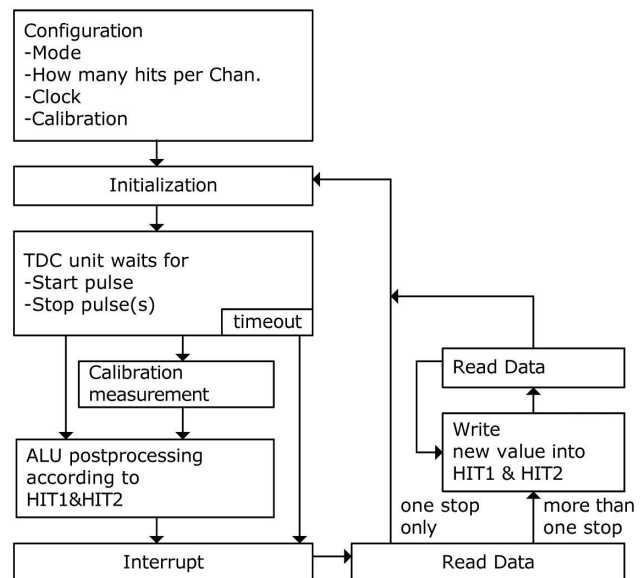 Configuration
-Mode
-How many hits per Chan.
-Clock
-Calibration
Initialization
TDC unit waits for
-Start pulse
-Stop pulse(s)
timeout
Calibration
measurement
ALU postprocessing
according to
HIT1&HIT2
Interrupt
Read Data
Write
new value into
HIT1 & HIT2
one stop
only
more than
one stop
Read Data